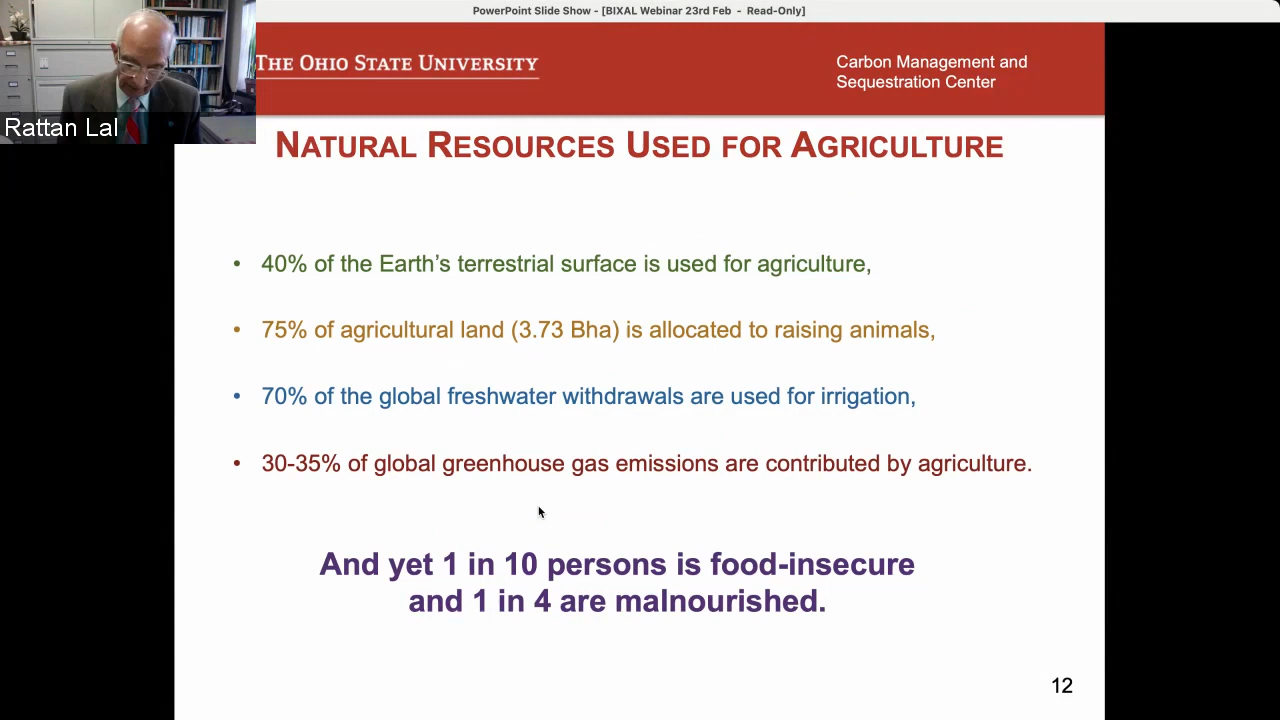 PowerPoint Slide Show - [BIXAL Webinar 23rd Feb - Read-Only]
THE OHIO STATE UNIVERSITY
Carbon Management and
Sequestration Center
Rattan Lal
NATURAL RESOURCES USED FOR AGRICULTURE
• 40% of the Earth's terrestrial surface is used for agriculture,
• 75% of agricultural land (3.73 Bha) is allocated to raising animals,
• 70% of the global freshwater withdrawals are used for irrigation,
• 30-35% of global greenhouse gas emissions are contributed by agriculture.
And yet 1 in 10 persons is food-insecure
and 1 in 4 are malnourished.
12